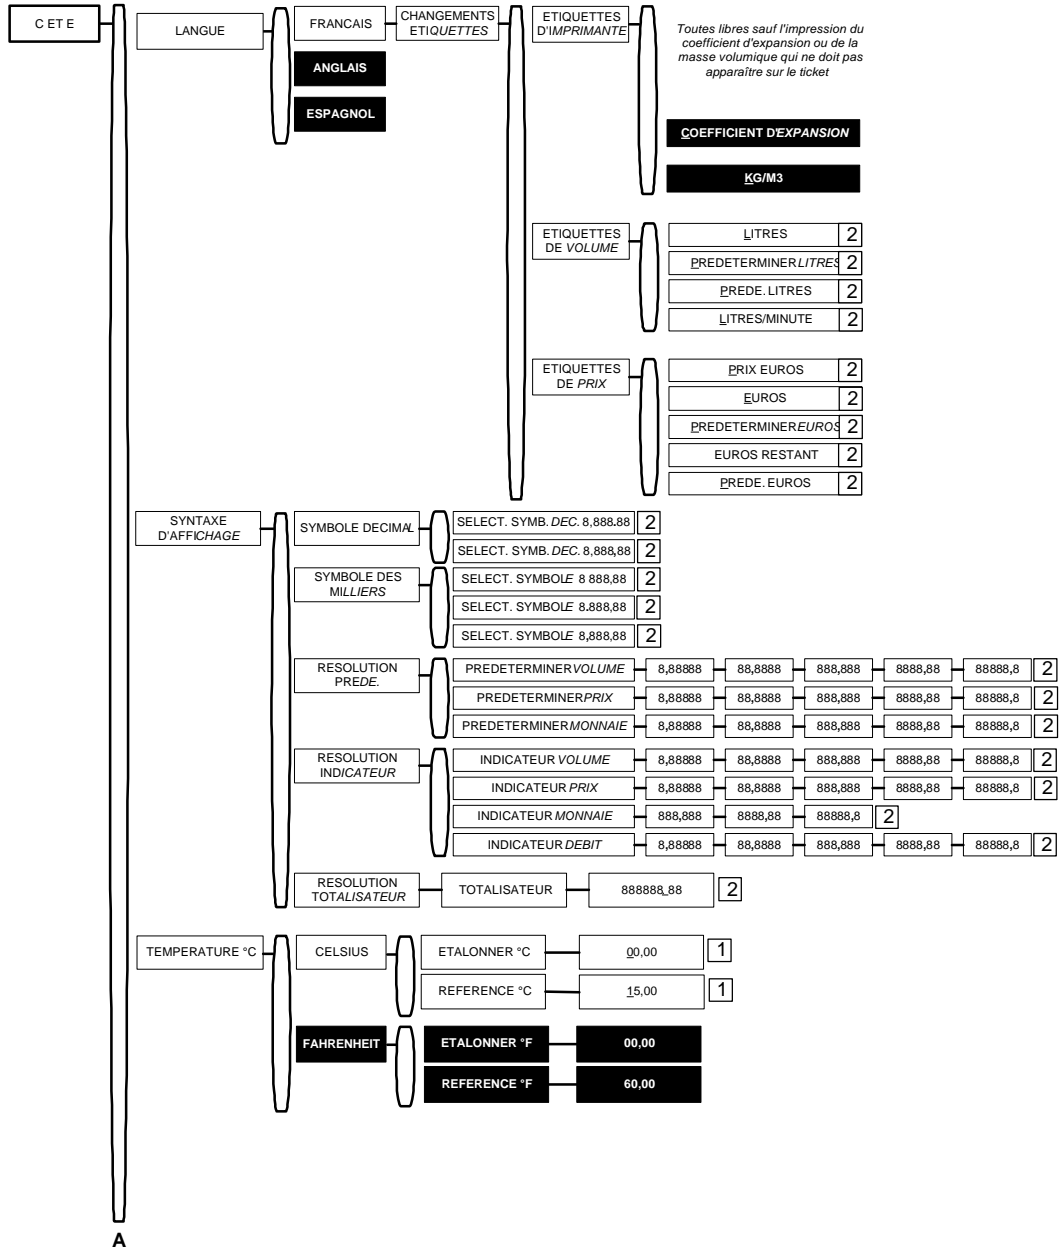 C ET E
LANGUE
FRANCAIS
CHANGEMENTS
ETIQUETTES
ETIQUETTES
D'IMPRIMANTE
Toutes libres sauf l'impression du
coefficient d'expansion ou de la
masse volumique qui ne doit pas
apparaître sur le ticket
ANGLAIS
ESPAGNOL
COEFFICIENT D'EXPANSION
KG/M3
ETIQUETTES
DE VOLUME
LITRES 2
PREDETERMINER LITRES 2
PREDE. LITRES 2
LITRES/MINUTE 2
ETIQUETTES
DE PRIX
PRIX EUROS 2
EUROS 2
PREDETERMINER EUROS 2
EUROS RESTANT 2
PREDE. EUROS 2
SYNTAXE
D'AFFICHAGE
SYMBOLE DECIMAL
SELECT. SYMB. DEC. 8,888.88 2
SELECT. SYMB. DEC. 8,888,88 2
SYMBOLE DES
MILLIERS
SELECT. SYMBOLE 8 888,88 2
SELECT. SYMBOLE 8.888,88 2
SELECT. SYMBOLE 8,888,88 2
RESOLUTION
PREDE.
PREDETERMINER VOLUME 8,88888 88,8888 888,888 8888,88 88888,8 2
PREDETERMINER PRIX 8,88888 88,8888 888,888 8888,88 88888,8 2
PREDETERMINER MONNAIE 8,88888 88,8888 888,888 8888,88 88888,8 2
RESOLUTION
INDICATEUR
INDICATEUR VOLUME 8,88888 88,8888 888,888 8888,88 88888,8 2
INDICATEUR PRIX 8,88888 88,8888 888,888 8888,88 88888,8 2
INDICATEUR MONNAIE 888,888 8888,88 88888,8 2
INDICATEUR DEBIT 8,88888 88,8888 888,888 8888,88 88888,8 2
RESOLUTION
TOTALISATEUR
TOTALISATEUR 888888,88 2
TEMPERATURE °C
CELSIUS
ETALONNER °C 00,00 1
REFERENCE °C 15,00 1
FAHRENHEIT
ETALONNER °F 00,00
REFERENCE °F 60,00
A